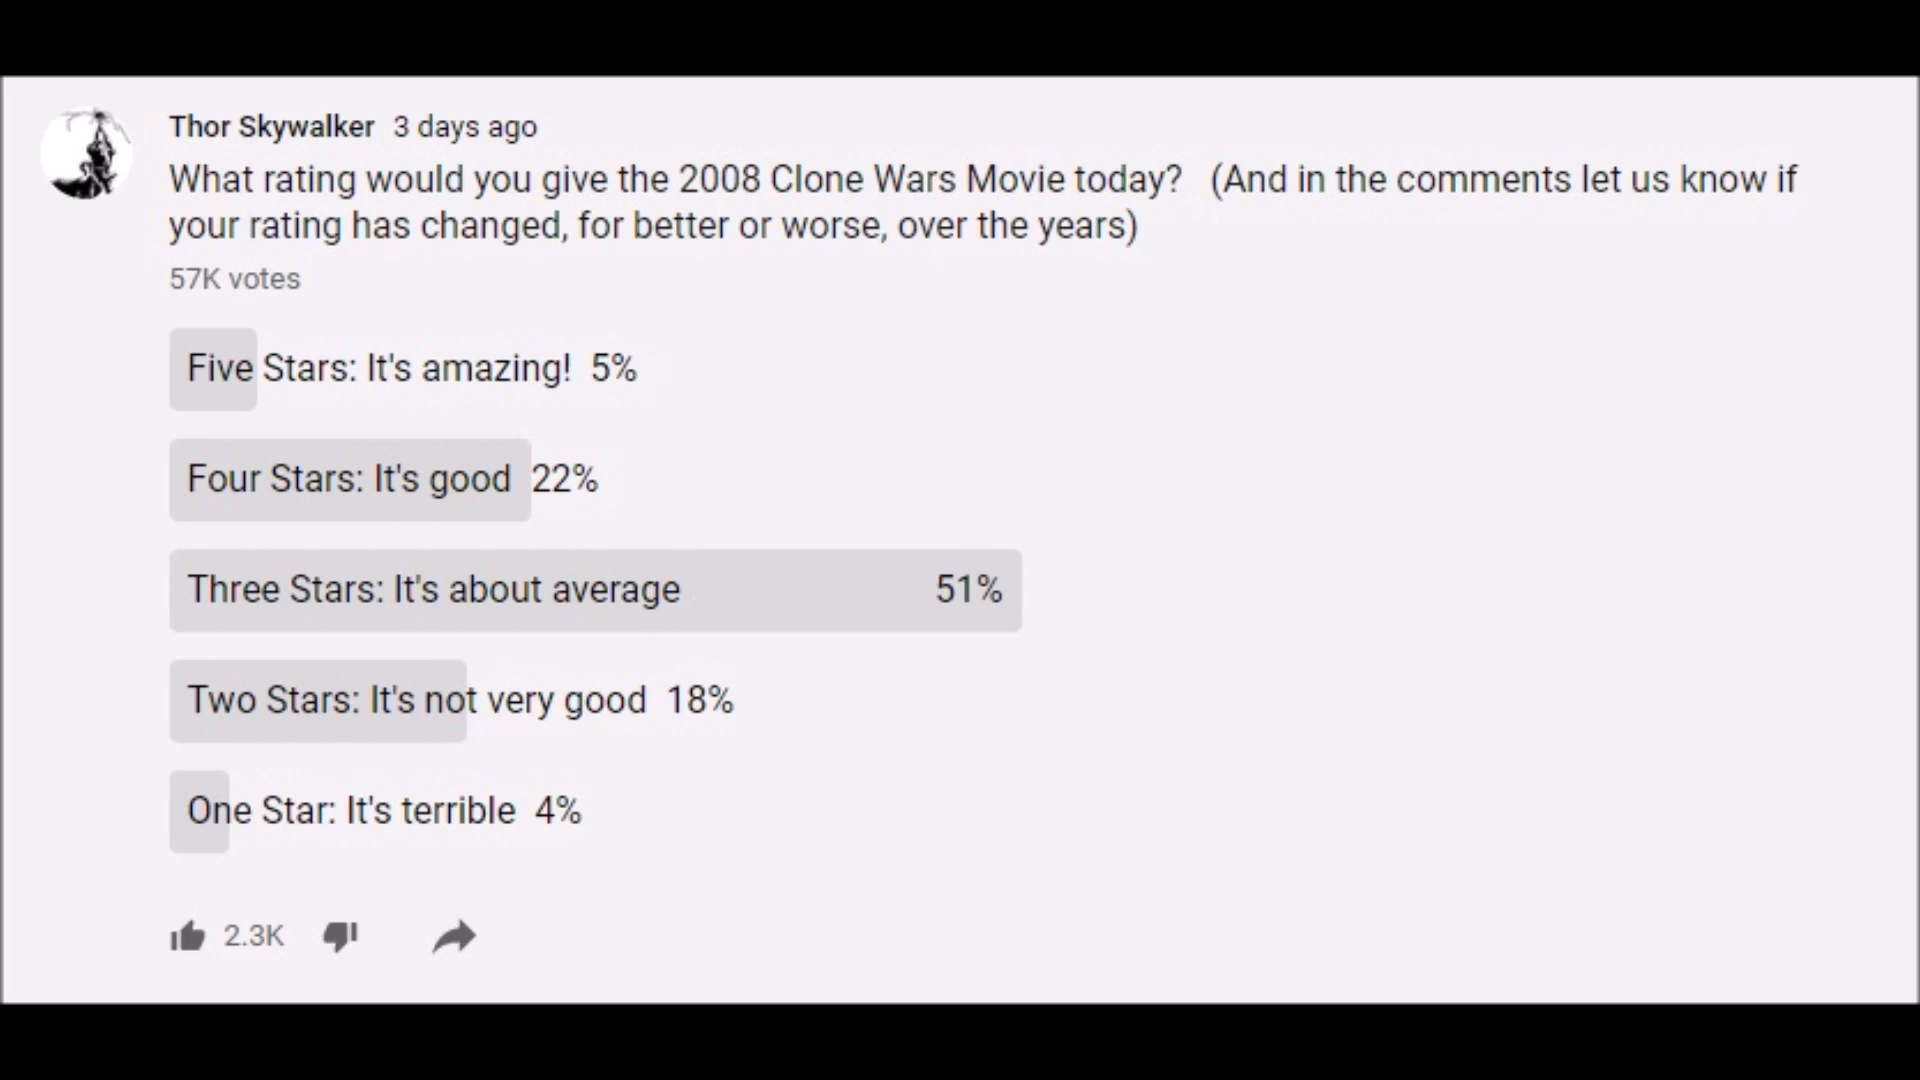 Thor Skywalker 3 days ago
What rating would you give the 2008 Clone Wars Movie today? (And in the comments let us know if
your rating has changed, for better or worse, over the years)
57K votes
Five Stars: It's amazing! 5%
Four Stars: It's good 22%
Three Stars: It's about average 51%
Two Stars: It's not very good 18%
One Star: It's terrible 4%
2.3K